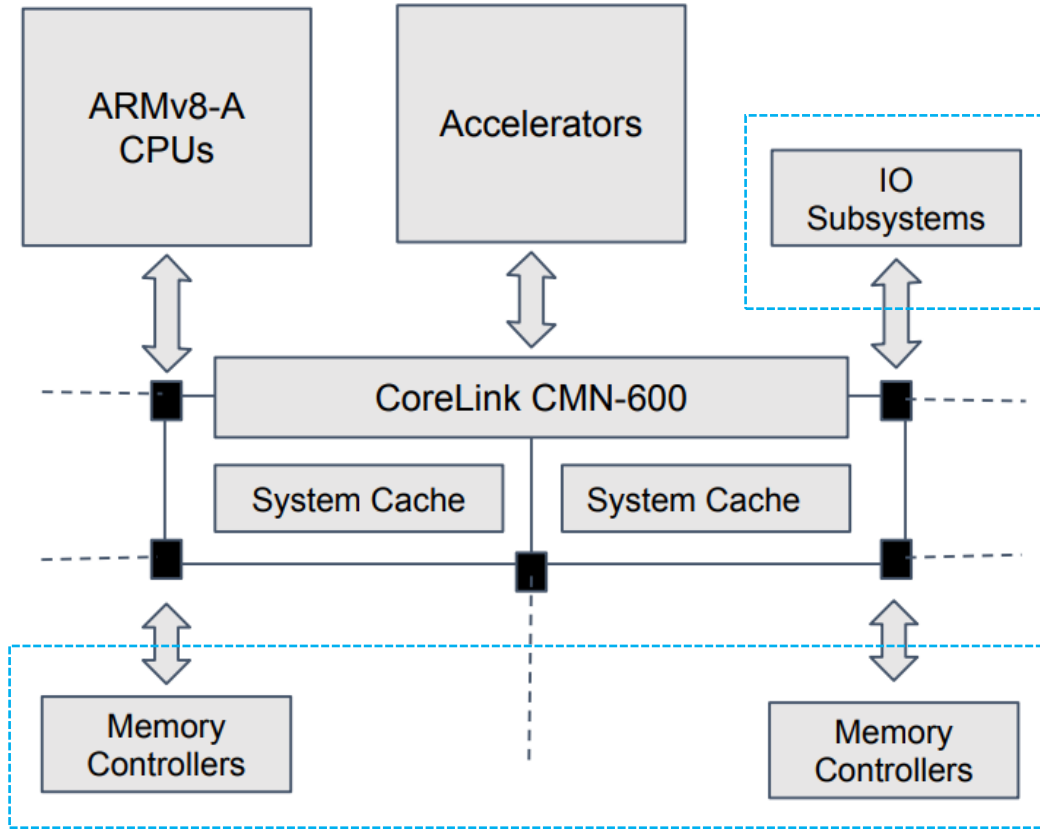 ARMv8-A
CPUs
Accelerators
IO
Subsystems
CoreLink CMN-600
System Cache
System Cache
Memory
Controllers
Memory
Controllers